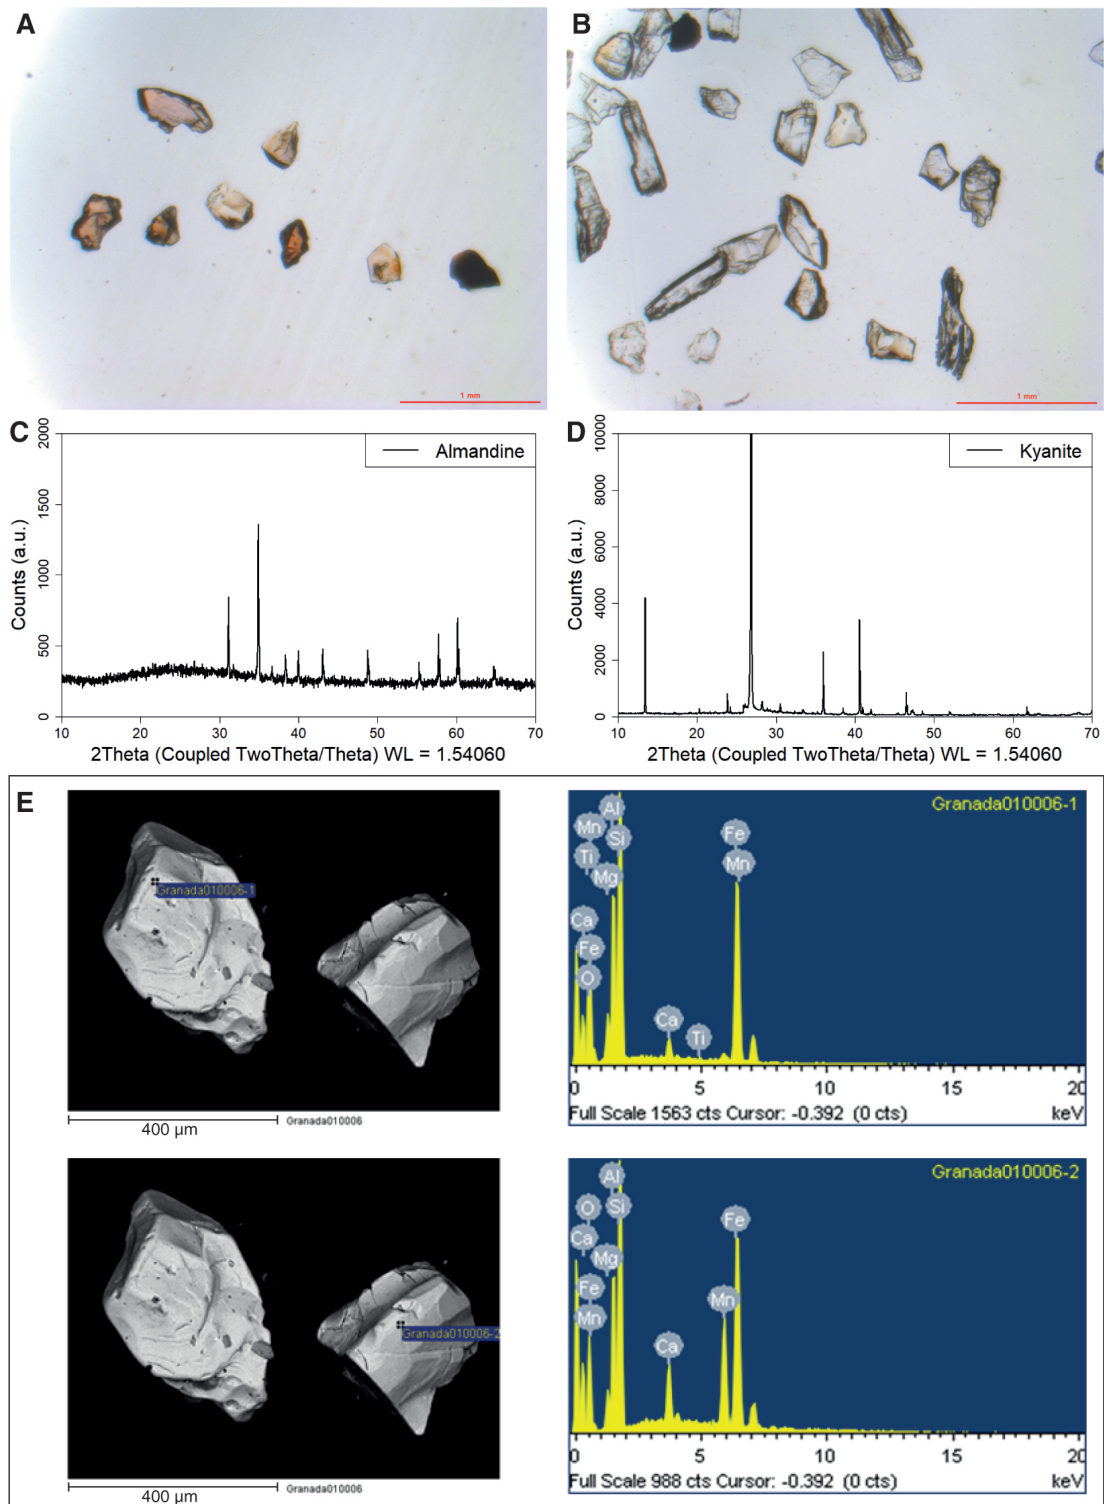 A
1 mm
B
1 mm
C
2000
1500
1000
500
0
Counts (a.u.)
Almandine
10 20 30 40 50 60 70
2Theta (Coupled TwoTheta/Theta) WL = 1.54060
D
10000
8000
6000
4000
2000
0
Counts (a.u.)
Kyanite
10 20 30 40 50 60 70
2Theta (Coupled TwoTheta/Theta) WL = 1.54060
E
Granada010006-1
400 µm
Granada010006
Granada010006-1
Al
Mn
Si
Ti
Mg
Ca
Fe
O
Ca
Ti
Fe
Mn
0 5 10 15 20
Full Scale 1563 cts Cursor: -0.392 (0 cts)
keV
Granada010006-2
400 µm
Granada010006
Granada010006-2
Al
O
Si
Ca
Mg
Fe
Mn
Ca
Mn
Fe
0 5 10 15 20
Full Scale 988 cts Cursor: -0.392 (0 cts)
keV